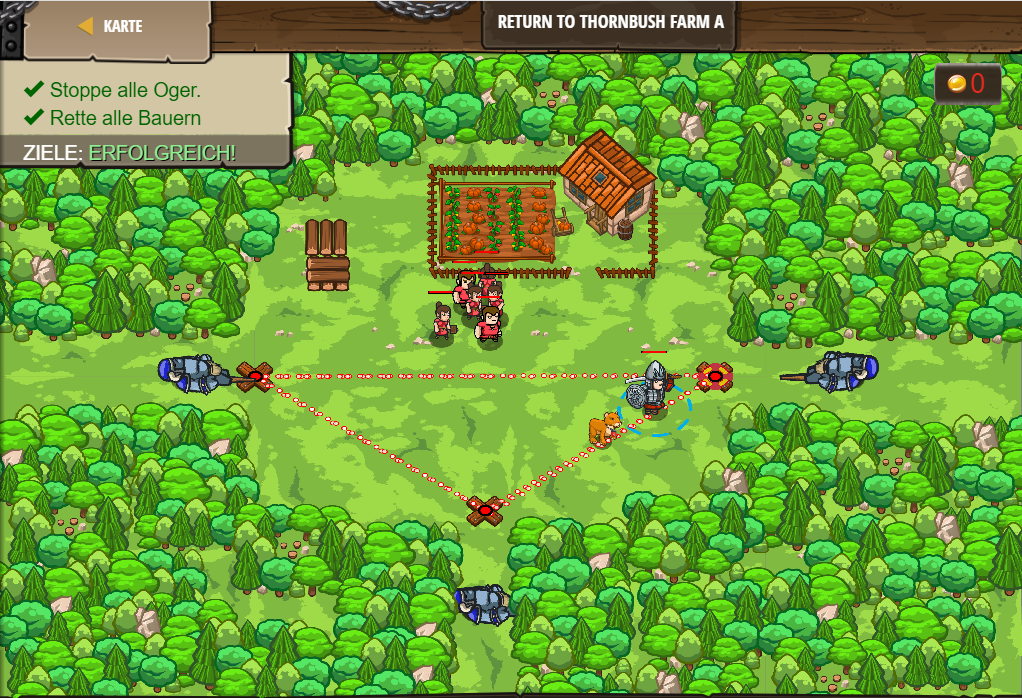 KARTE
RETURN TO THORNBUSH FARM A
Stoppe alle Oger.
Rette alle Bauern
ZIELE: ERFOLGREICH!
0